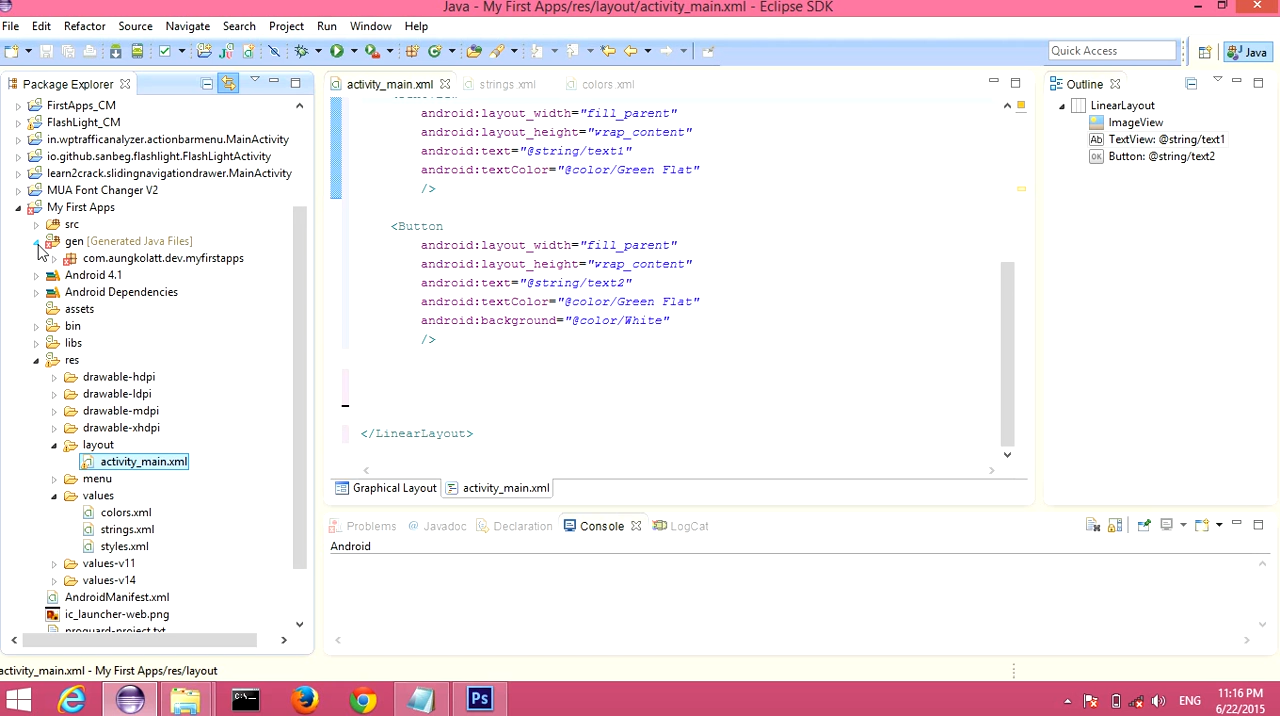 Java - My First Apps/res/layout/activity_main.xml - Eclipse SDK
File Edit Refactor Source Navigate Search Project Run Window Help
Quick Access
Java
Package Explorer
FirstApps_CM
FlashLight_CM
in.wptrafficanalyzer.actionbarmenu.MainActivity
io.github.sanbeg.flashlight.FlashLightActivity
learn2crack.slidingnavigationdrawer.MainActivity
MUA Font Changer V2
My First Apps
src
gen [Generated Java Files]
com.aungkolatt.dev.myfirstapps
Android 4.1
Android Dependencies
assets
bin
libs
res
drawable-hdpi
drawable-ldpi
drawable-mdpi
drawable-xhdpi
layout
activity_main.xml
menu
values
colors.xml
strings.xml
styles.xml
values-v11
values-v14
AndroidManifest.xml
ic_launcher-web.png
proguard-project.txt
activity_main.xml strings.xml colors.xml
android:layout_width="fill_parent"
android:layout_height="wrap_content"
android:text="@string/text1"
android:textColor="@color/Green Flat"
/>
<Button
android:layout_width="fill_parent"
android:layout_height="wrap_content"
android:text="@string/text2"
android:textColor="@color/Green Flat"
android:background="@color/White"
/>
</LinearLayout>
Graphical Layout activity_main.xml
Outline
LinearLayout
ImageView
Ab TextView: @string/text1
OK Button: @string/text2
Problems Javadoc Declaration Console LogCat
Android
activity_main.xml - My First Apps/res/layout
Ps
ENG
11:16 PM
6/22/2015